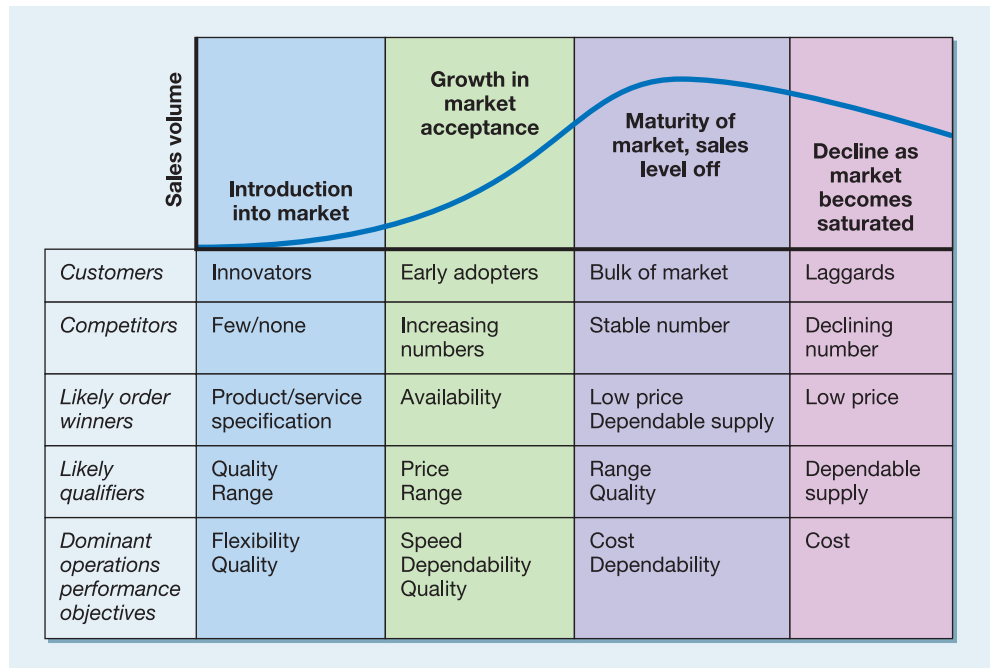 Sales volume
Introduction
into market
Growth in
market
acceptance
Maturity of
market, sales
level off
Decline as
market
becomes
saturated
Customers
Innovators
Early adopters
Bulk of market
Laggards
Competitors
Few/none
Increasing
numbers
Stable number
Declining
number
Likely order
winners
Product/service
specification
Availability
Low price
Dependable supply
Low price
Likely
qualifiers
Quality
Range
Price
Range
Range
Quality
Dependable
supply
Dominant
operations
performance
objectives
Flexibility
Quality
Speed
Dependability
Quality
Cost
Dependability
Cost